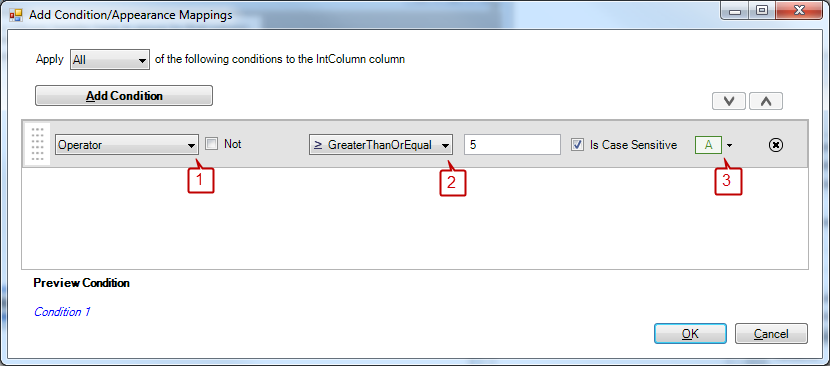 Add Condition/Appearance Mappings
Apply All of the following conditions to the IntColumn column
Add Condition
Operator Not ≥ GreaterThanOrEqual 5 Is Case Sensitive A
1 2 3
Preview Condition
Condition 1
OK Cancel